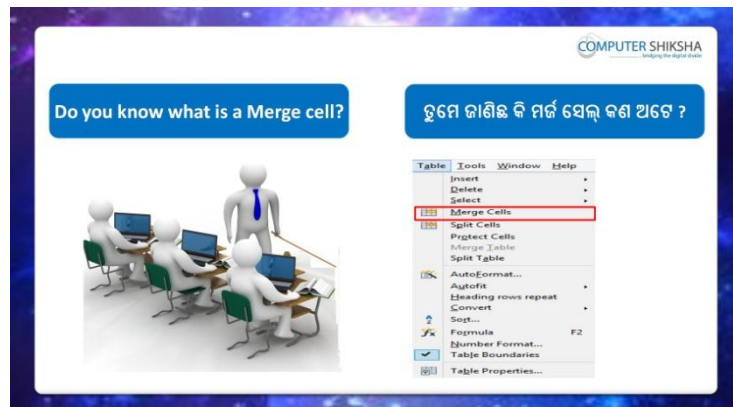 COMPUTER SHIKSHA
bridging the digital divide
Do you know what is a Merge cell?
ତୁମେ ଜାଣିଛ କି ମର୍ଜ ସେଲ୍ କଣ ଅଟେ ?
Table Tools Window Help
Insert
Delete
Select
Merge Cells
Split Cells
Protect Cells
Merge Table
Split Table
AutoFormat...
Autofit
Heading rows repeat
Convert
Sort...
Formula F2
Number Format...
Table Boundaries
Table Properties...